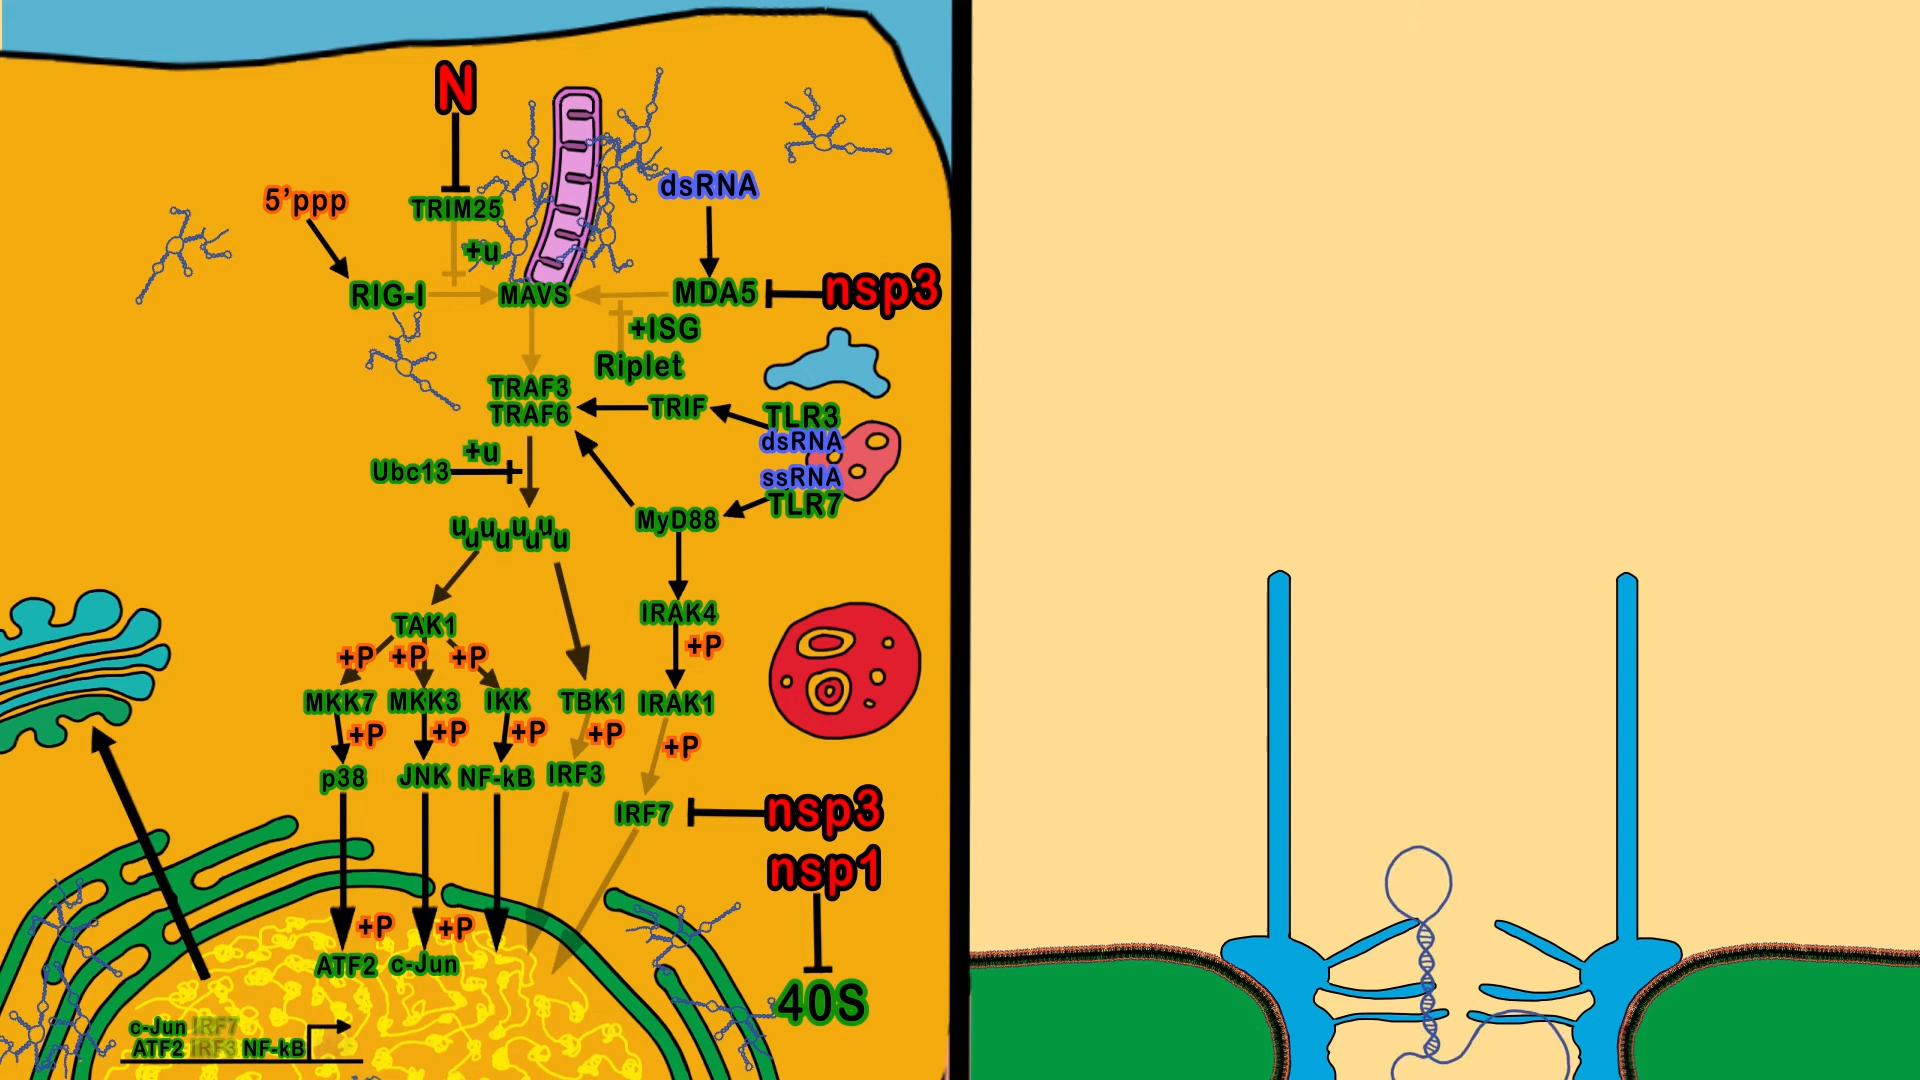 N
5'ppp
TRIM25
dsRNA
+u
RIG-I
MAVS
MDA5
nsp3
+ISG
Riplet
TRAF3
TRAF6
TRIF
TLR3
dsRNA
ssRNA
TLR7
+u
Ubc13
MyD88
uuuuuuu
IRAK4
TAK1
+P
+P
+P
+P
MKK7
MKK3
IKK
TBK1
IRAK1
+P
+P
+P
+P
+P
p38
JNK
NF-kB
IRF3
IRF7
nsp3
nsp1
+P
+P
ATF2
c-Jun
40S
c-Jun IRF7
ATF2 IRF3 NF-kB